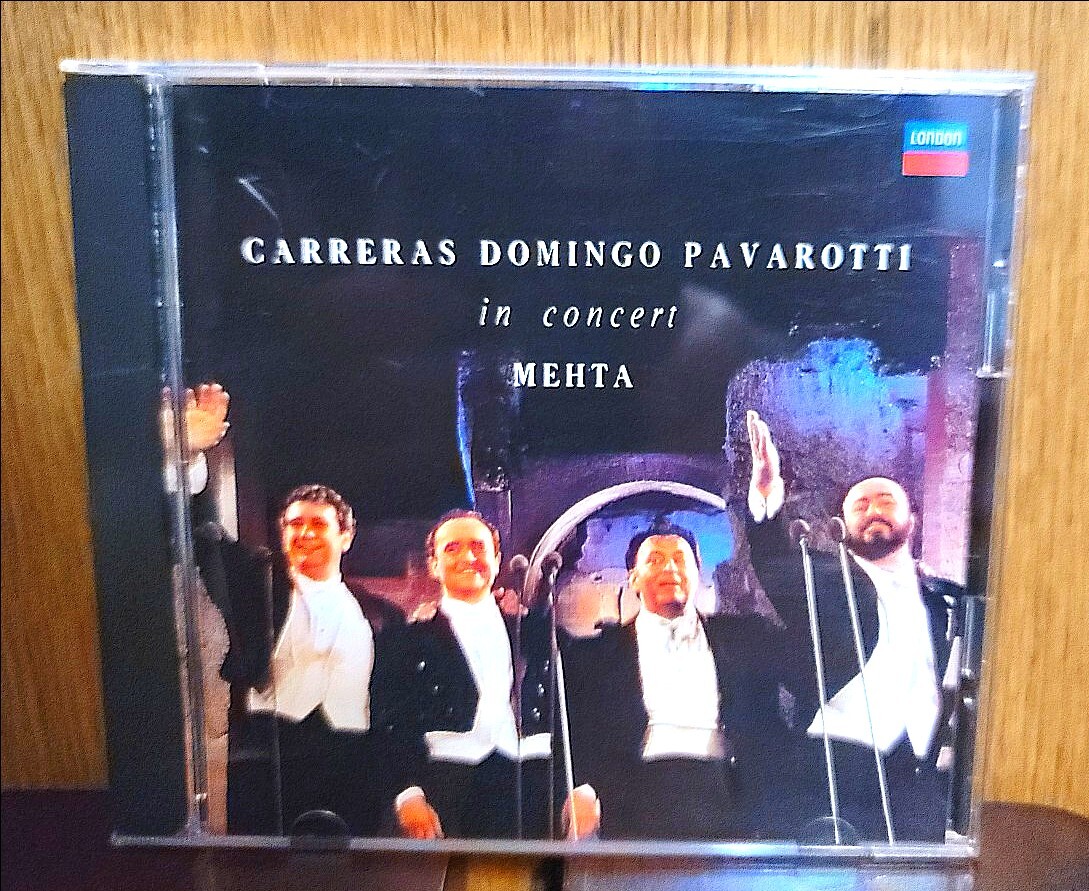 LONDON
CARRERAS DOMINGO PAVAROTTI
in concert
MEHTA